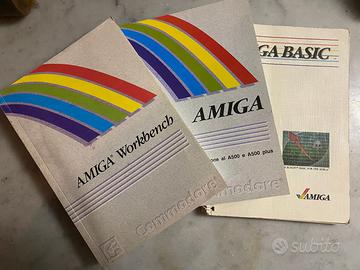 AMIGA Workbench
Commodore
AMIGA
one al A500 e A500 plus
Commodore
GA BASIC
AMIGA
subito